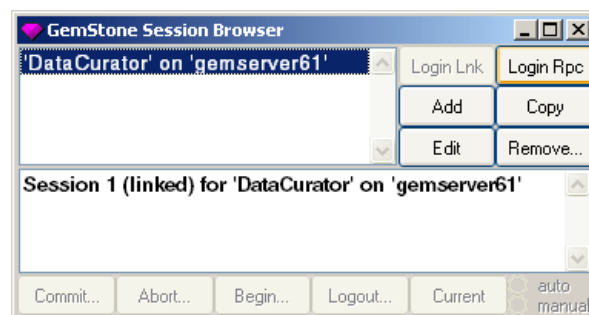 GemStone Session Browser
'DataCurator' on 'gemserver61'
Login Lnk
Login Rpc
Add
Copy
Edit
Remove...
Session 1 (linked) for 'DataCurator' on 'gemserver61'
Commit...
Abort...
Begin...
Logout...
Current
auto
manual